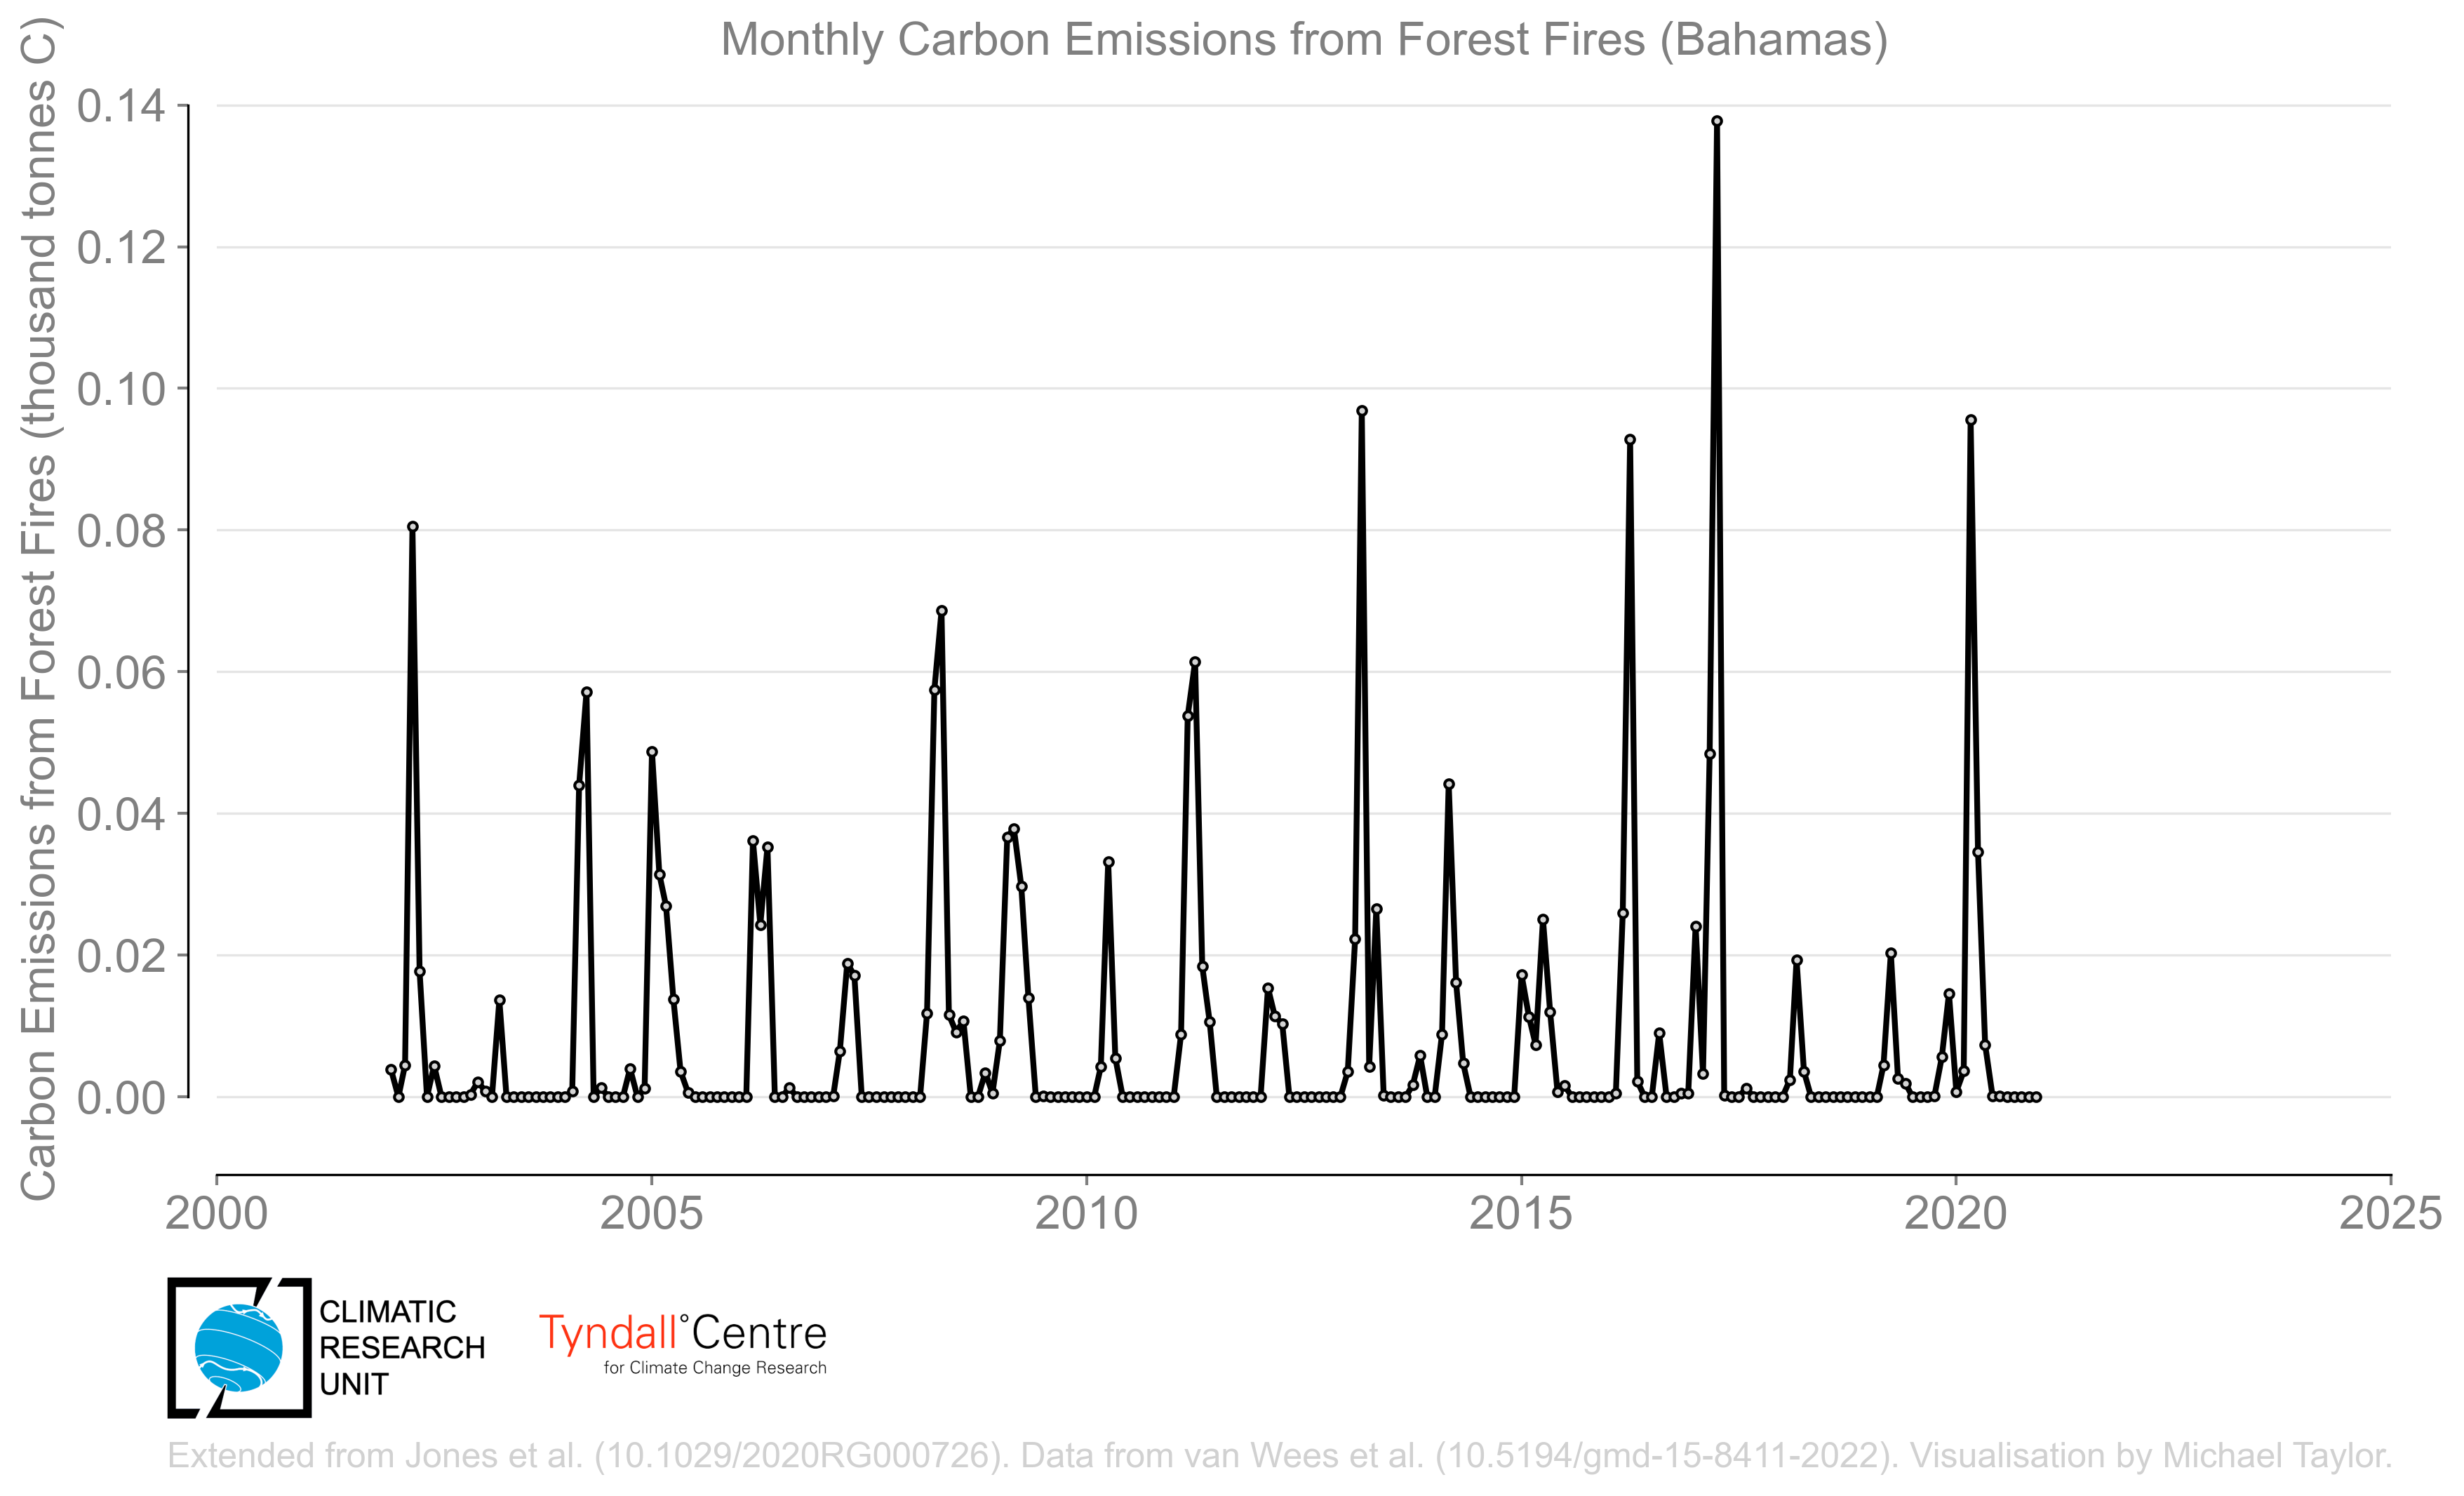 Monthly Carbon Emissions from Forest Fires (Bahamas)
Carbon Emissions from Forest Fires (thousand tonnes C)
0.14
0.12
0.10
0.08
0.06
0.04
0.02
0.00
2000 2005 2010 2015 2020 2025
CLIMATIC
RESEARCH
UNIT
Tyndall°Centre
for Climate Change Research
Extended from Jones et al. (10.1029/2020RG000726). Data from van Wees et al. (10.5194/gmd-15-8411-2022). Visualisation by Michael Taylor.